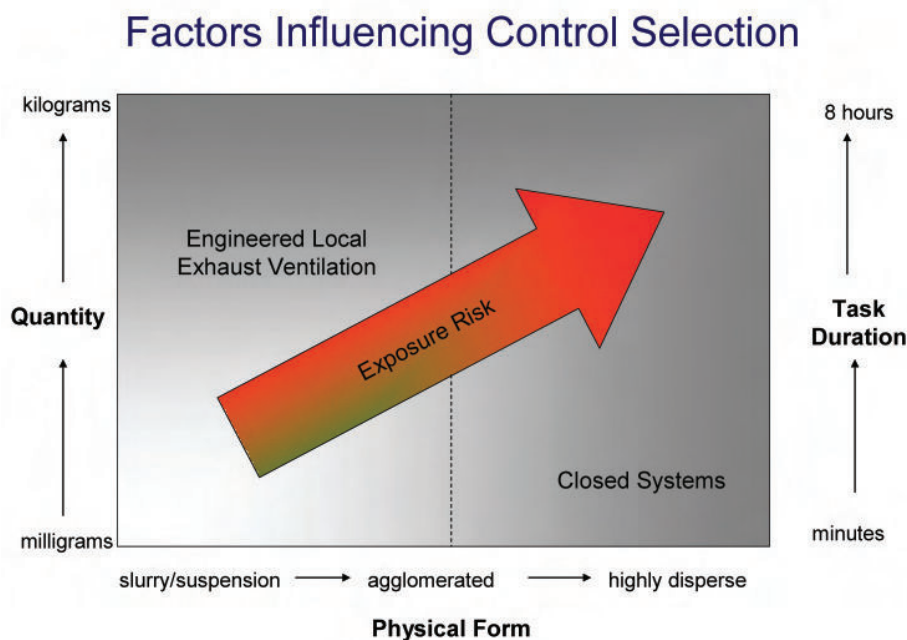 Factors Influencing Control Selection
kilograms
8 hours
Engineered Local
Exhaust Ventilation
Quantity
Exposure Risk
Task
Duration
Closed Systems
milligrams
minutes
slurry/suspension
agglomerated
highly disperse
Physical Form